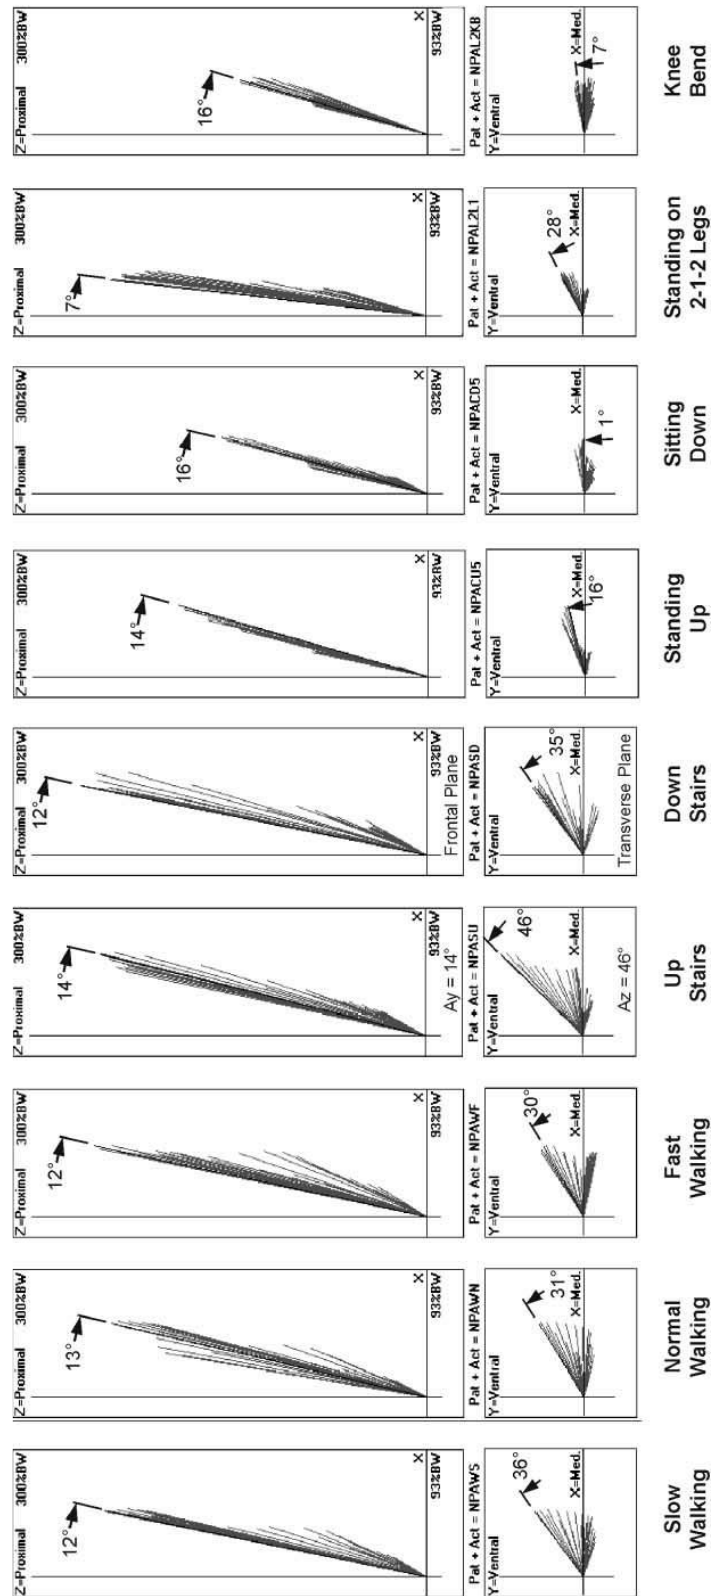 Z=Proximal 300%BW
16°
X
93%BW
Pat + Act = NPAL2KB
Y=Ventral
X=Med.
7°
Knee
Bend
Z=Proximal 300%BW
7°
X
93%BW
Pat + Act = NPAL2L1
Y=Ventral
28°
X=Med.
Standing on
2-1-2 Legs
Z=Proximal 300%BW
16°
X
93%BW
Pat + Act = NPACD5
Y=Ventral
X=Med.
1°
Sitting
Down
Z=Proximal 300%BW
14°
X
93%BW
Pat + Act = NPACU5
Y=Ventral
X=Med.
16°
Standing
Up
Z=Proximal 300%BW
12°
X
93%BW
Frontal Plane
Pat + Act = NPASD
Y=Ventral
35°
X=Med.
Transverse Plane
Down
Stairs
Z=Proximal 300%BW
14°
X
93%BW
Ay = 14°
Pat + Act = NPASU
Y=Ventral
46°
X=Med.
Az = 46°
Up
Stairs
Z=Proximal 300%BW
12°
X
93%BW
Pat + Act = NPAWF
Y=Ventral
30°
X=Med.
Fast
Walking
Z=Proximal 300%BW
13°
X
93%BW
Pat + Act = NPAWN
Y=Ventral
31°
X=Med.
Normal
Walking
Z=Proximal 300%BW
12°
X
93%BW
Pat + Act = NPAWS
Y=Ventral
36°
X=Med.
Slow
Walking